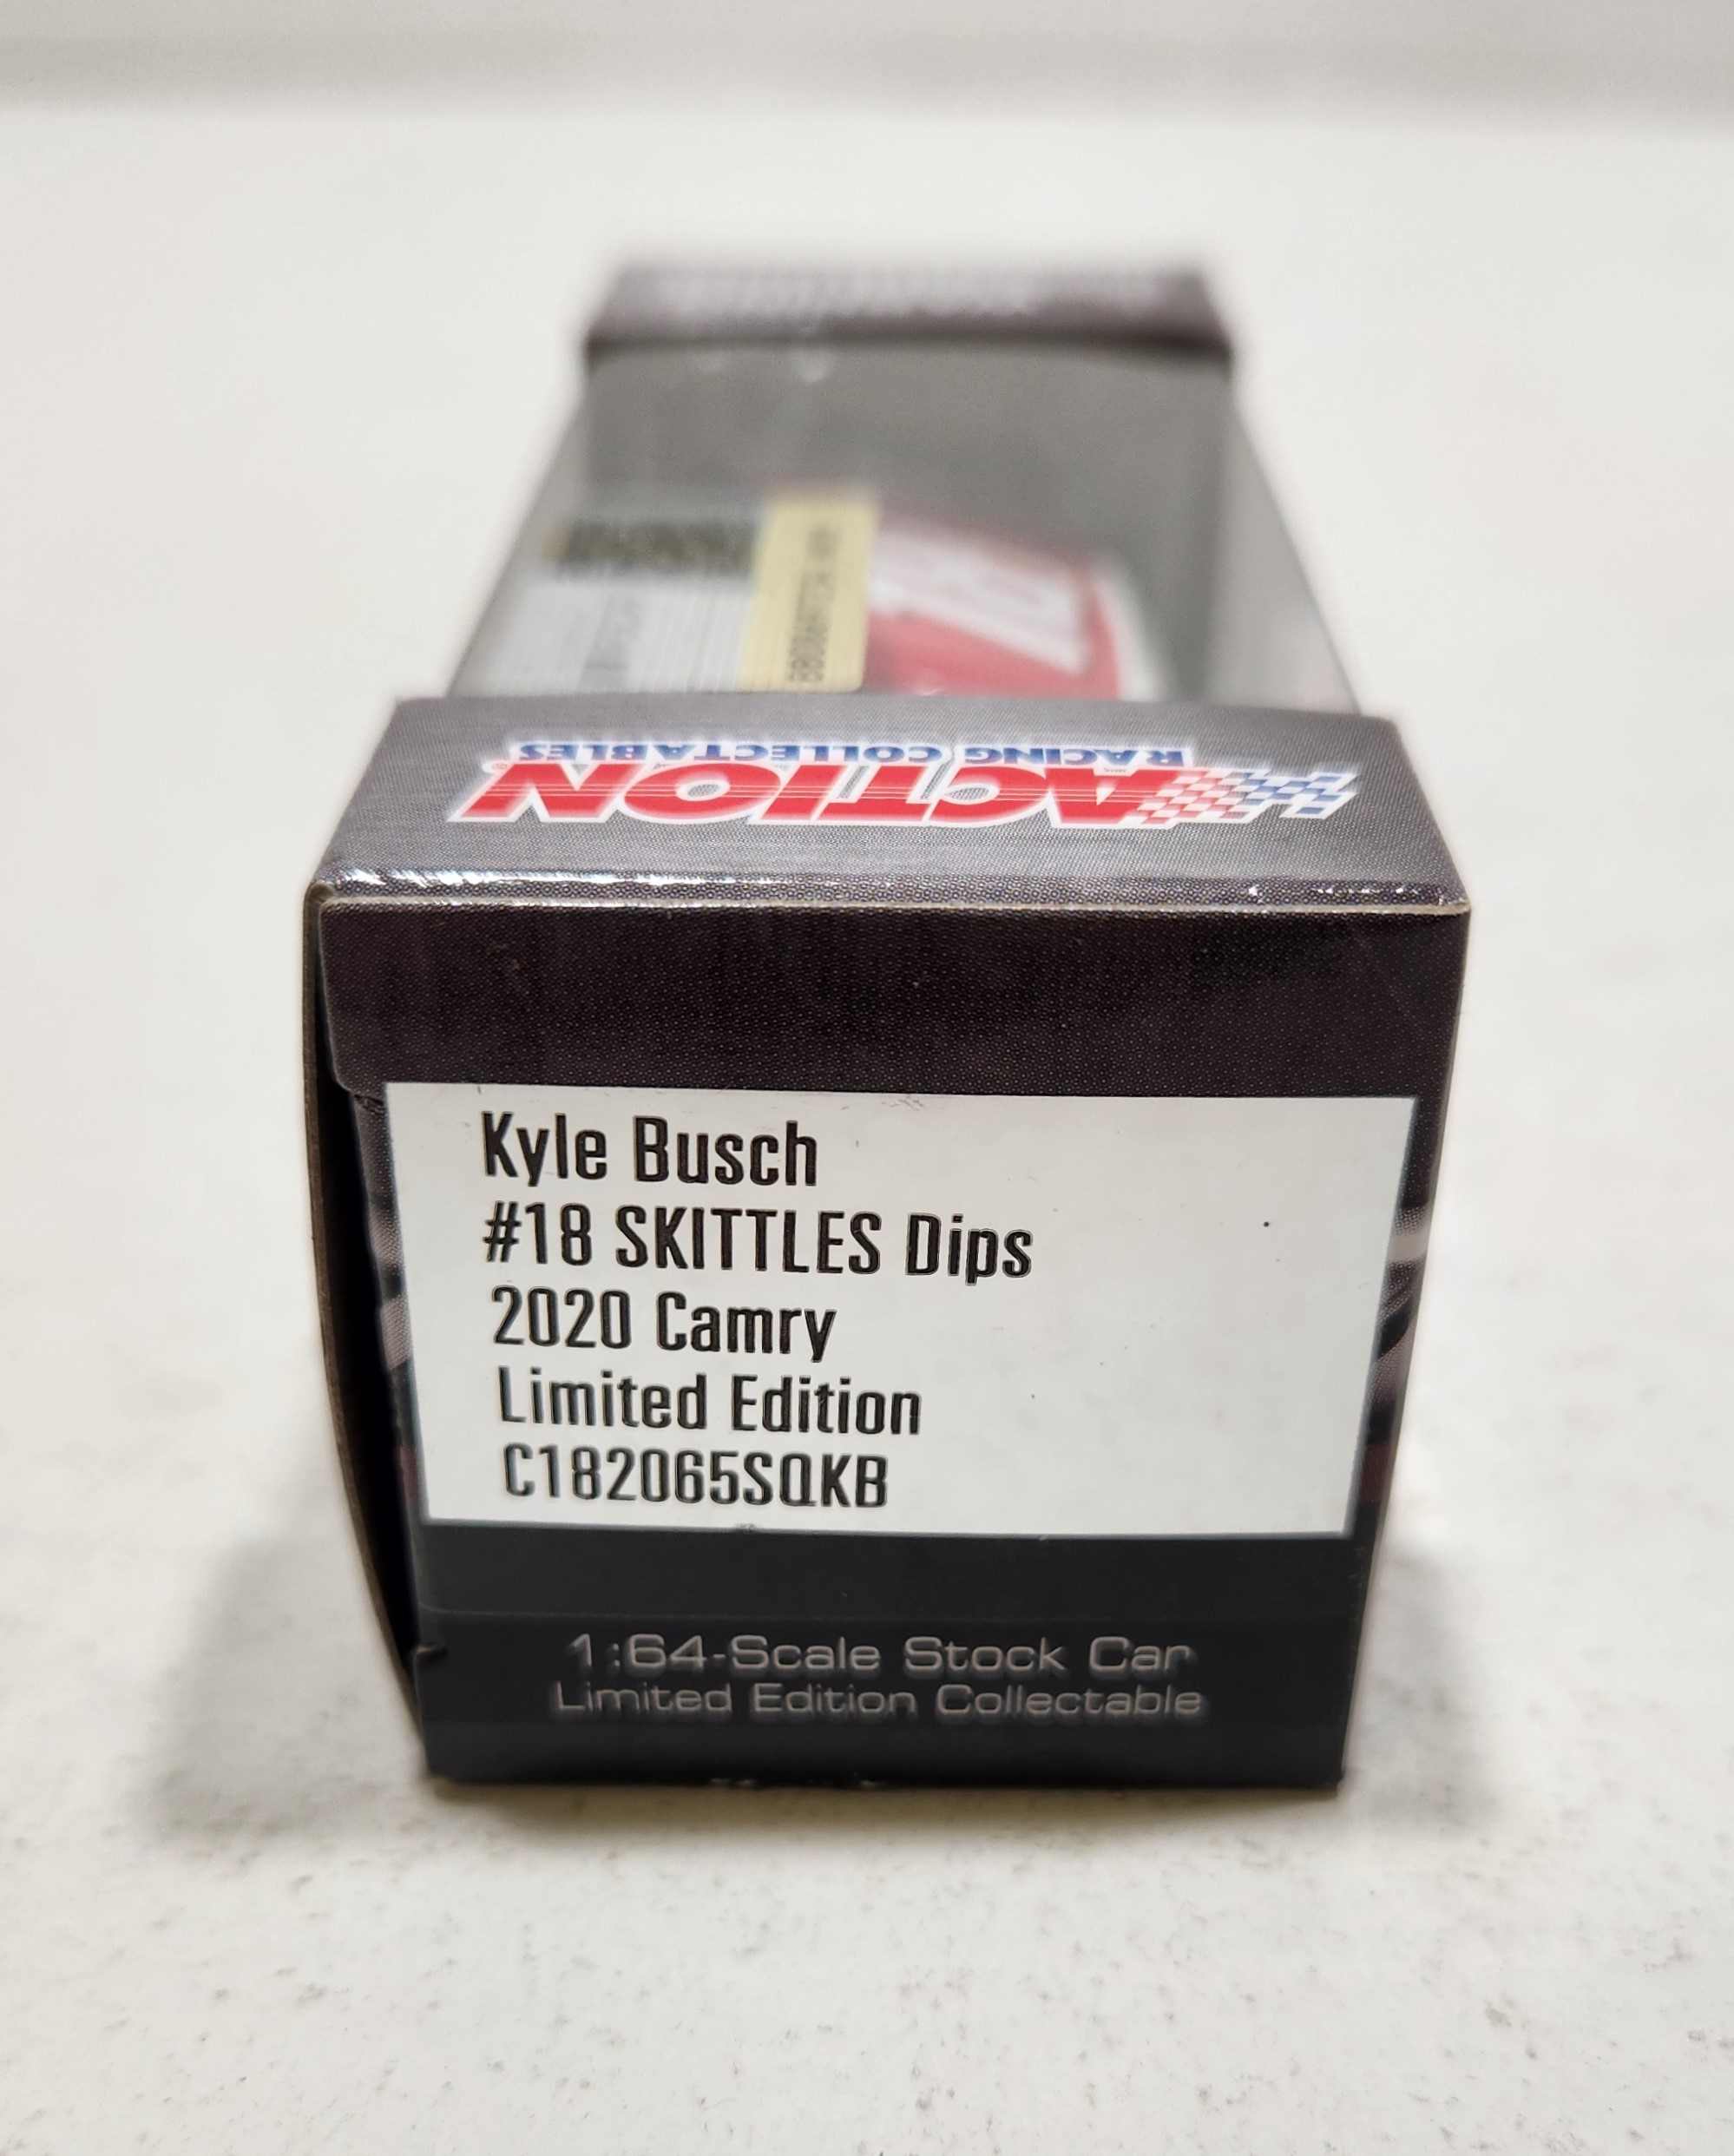 ACTION
RACING COLLECTABLES
Kyle Busch
#18 SKITTLES Dips
2020 Camry
Limited Edition
C182065SQKB
1:64-Scale Stock Car
Limited Edition Collectable